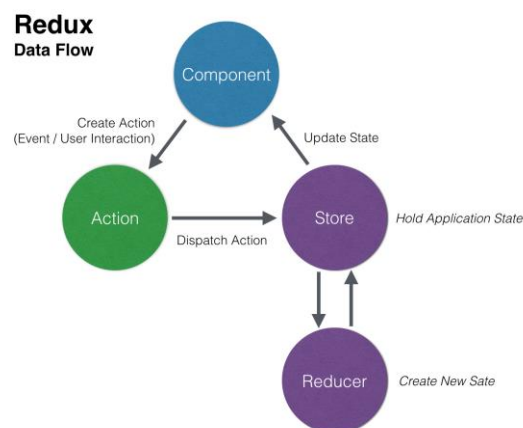 Redux
Data Flow
Component
Create Action
(Event / User Interaction)
Update State
Action
Dispatch Action
Store
Hold Application State
Reducer
Create New Sate